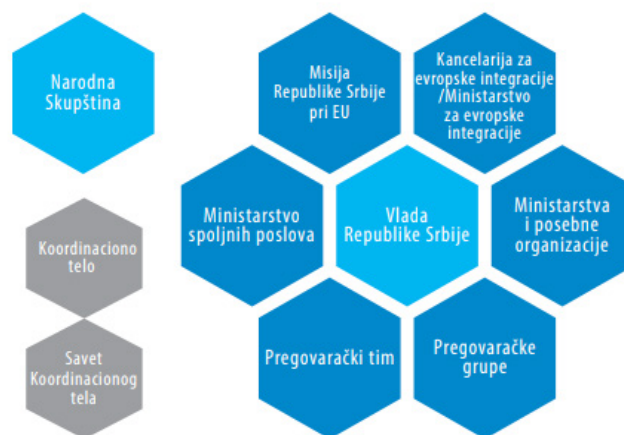 Narodna
Skupština
Misija
Republike Srbije
pri EU
Kancelarija za
evropske integracije
/Ministarstvo
za evropske
integracije
Ministarstvo
spoljnih poslova
Vlada
Republike Srbije
Ministarstva
i posebne
organizacije
Koordinaciono
telo
Savet
Koordinacionog
tela
Pregovarački tim
Pregovaračke
grupe